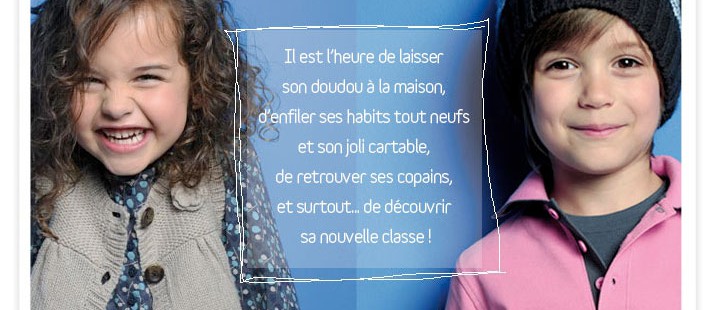 Il est l'heure de laisser
son doudou à la maison,
d'enfiler ses habits tout neufs
et son joli cartable,
de retrouver ses copains,
et surtout... de découvrir
sa nouvelle classe !